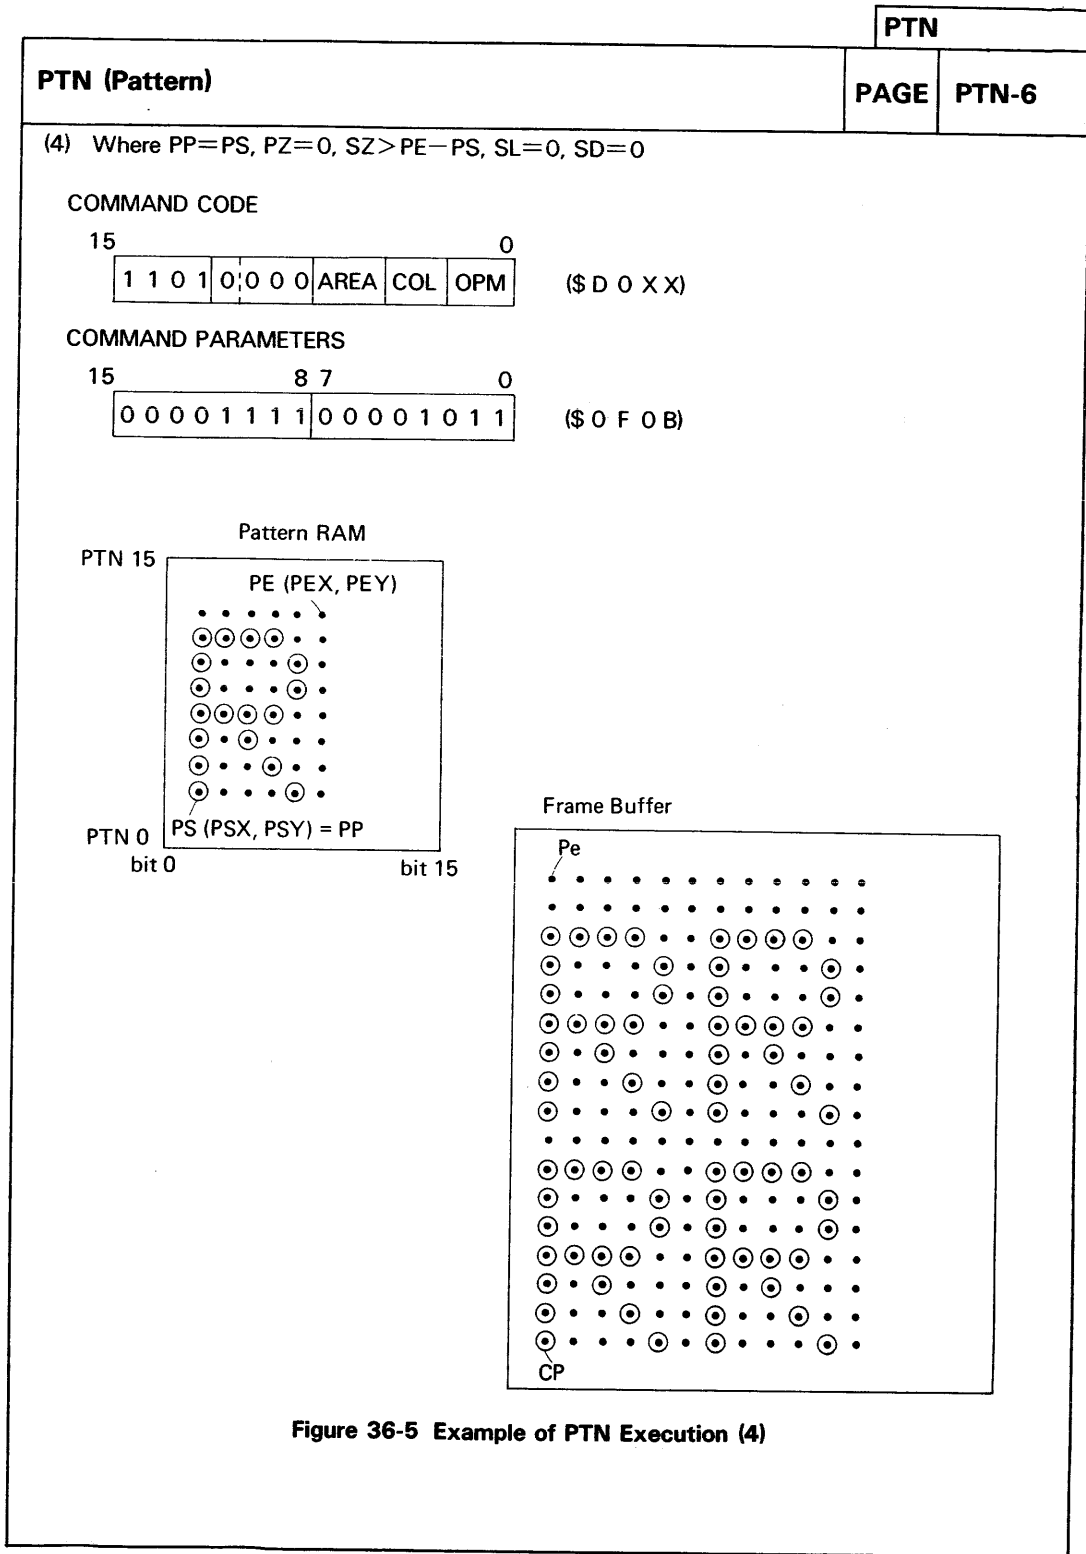 PTN
PTN (Pattern)
PAGE PTN-6
(4) Where PP=PS, PZ=0, SZ>PE−PS, SL=0, SD=0
COMMAND CODE
15 0
1 1 0 1 0 0 0 0 AREA COL OPM ($ D 0 X X)
COMMAND PARAMETERS
15 8 7 0
0 0 0 0 1 1 1 1 0 0 0 0 1 0 1 1 ($ 0 F 0 B)
Pattern RAM
PTN 15
PE (PEX, PEY)
PS (PSX, PSY) = PP
PTN 0
bit 0 bit 15
Frame Buffer
Pe
CP
Figure 36-5 Example of PTN Execution (4)